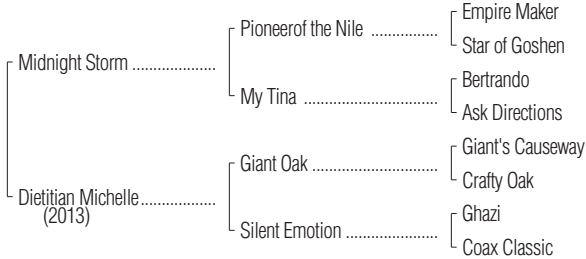 Empire Maker
Pioneerof the Nile ..................
Star of Goshen
Midnight Storm ....................
Bertrando
My Tina ................................
Ask Directions
Giant's Causeway
Giant Oak ..............................
Crafty Oak
Dietitian Michelle ..................
(2013)
Ghazi
Silent Emotion ......................
Coax Classic